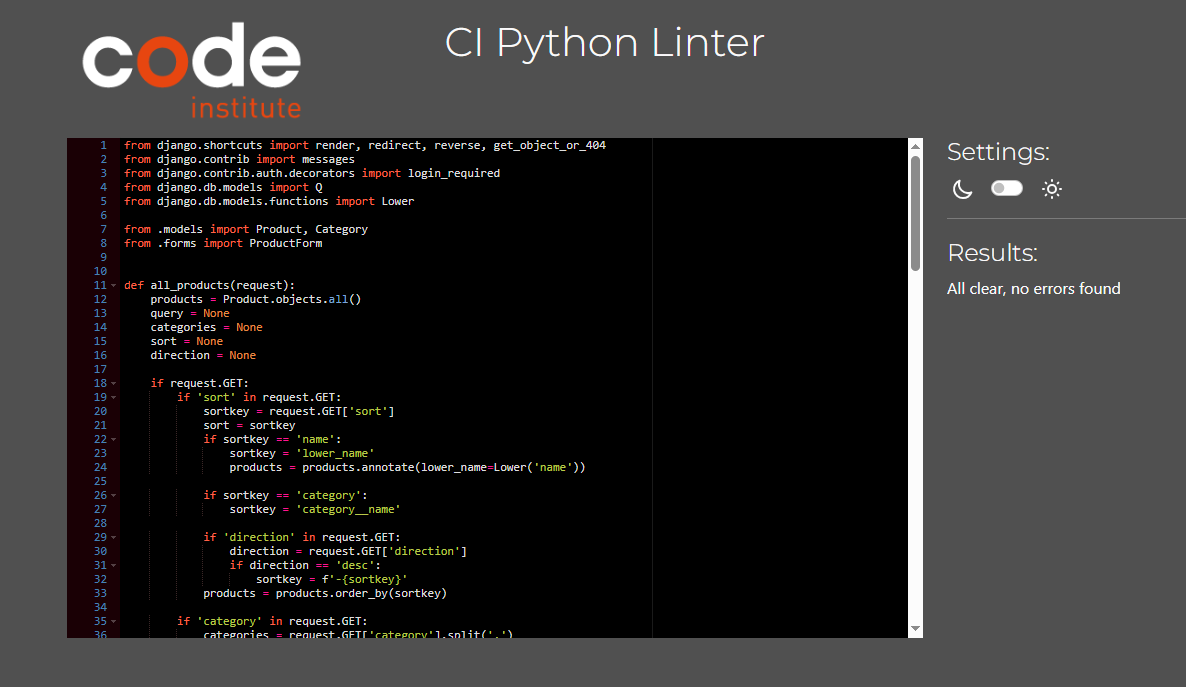 code
institute
CI Python Linter
1 from django.shortcuts import render, redirect, reverse, get_object_or_404
2 from django.contrib import messages
3 from django.contrib.auth.decorators import login_required
4 from django.db.models import Q
5 from django.db.models.functions import Lower
6
7 from .models import Product, Category
8 from .forms import ProductForm
9
10
11 def all_products(request):
12     products = Product.objects.all()
13     query = None
14     categories = None
15     sort = None
16     direction = None
17
18     if request.GET:
19         if 'sort' in request.GET:
20             sortkey = request.GET['sort']
21             sort = sortkey
22             if sortkey == 'name':
23                 sortkey = 'lower_name'
24                 products = products.annotate(lower_name=Lower('name'))
25
26             if sortkey == 'category':
27                 sortkey = 'category__name'
28
29             if 'direction' in request.GET:
30                 direction = request.GET['direction']
31                 if direction == 'desc':
32                     sortkey = f'-{sortkey}'
33             products = products.order_by(sortkey)
34
35         if 'category' in request.GET:
36             categories = request.GET['category'].split(',')
Settings:
Results:
All clear, no errors found